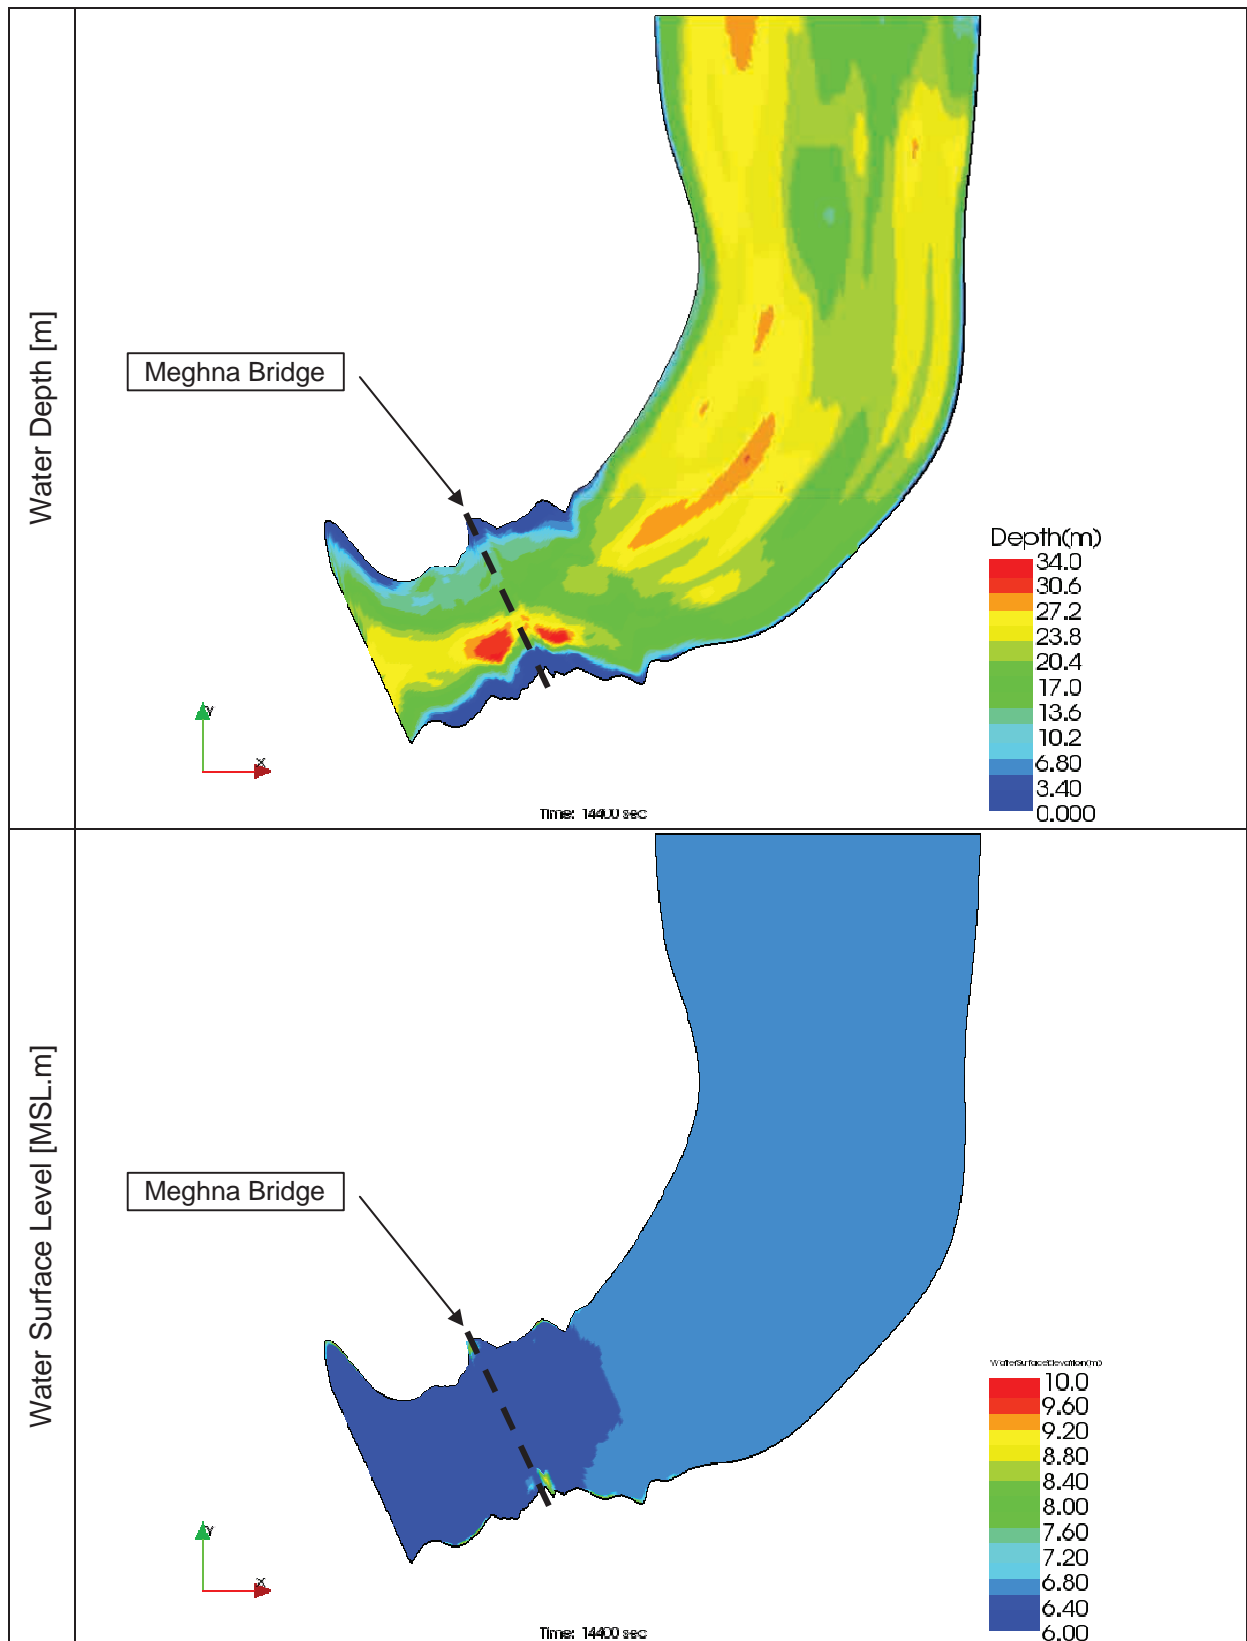 Water Depth [m]
Meghna Bridge
Depth(m)
34.0
30.6
27.2
23.8
20.4
17.0
13.6
10.2
6.80
3.40
0.000
Y
X
Time: 14400 sec
Water Surface Level [MSL.m]
Meghna Bridge
WaterSurfaceElevation(m)
10.0
9.60
9.20
8.80
8.40
8.00
7.60
7.20
6.80
6.40
6.00
Y
X
Time: 14400 sec